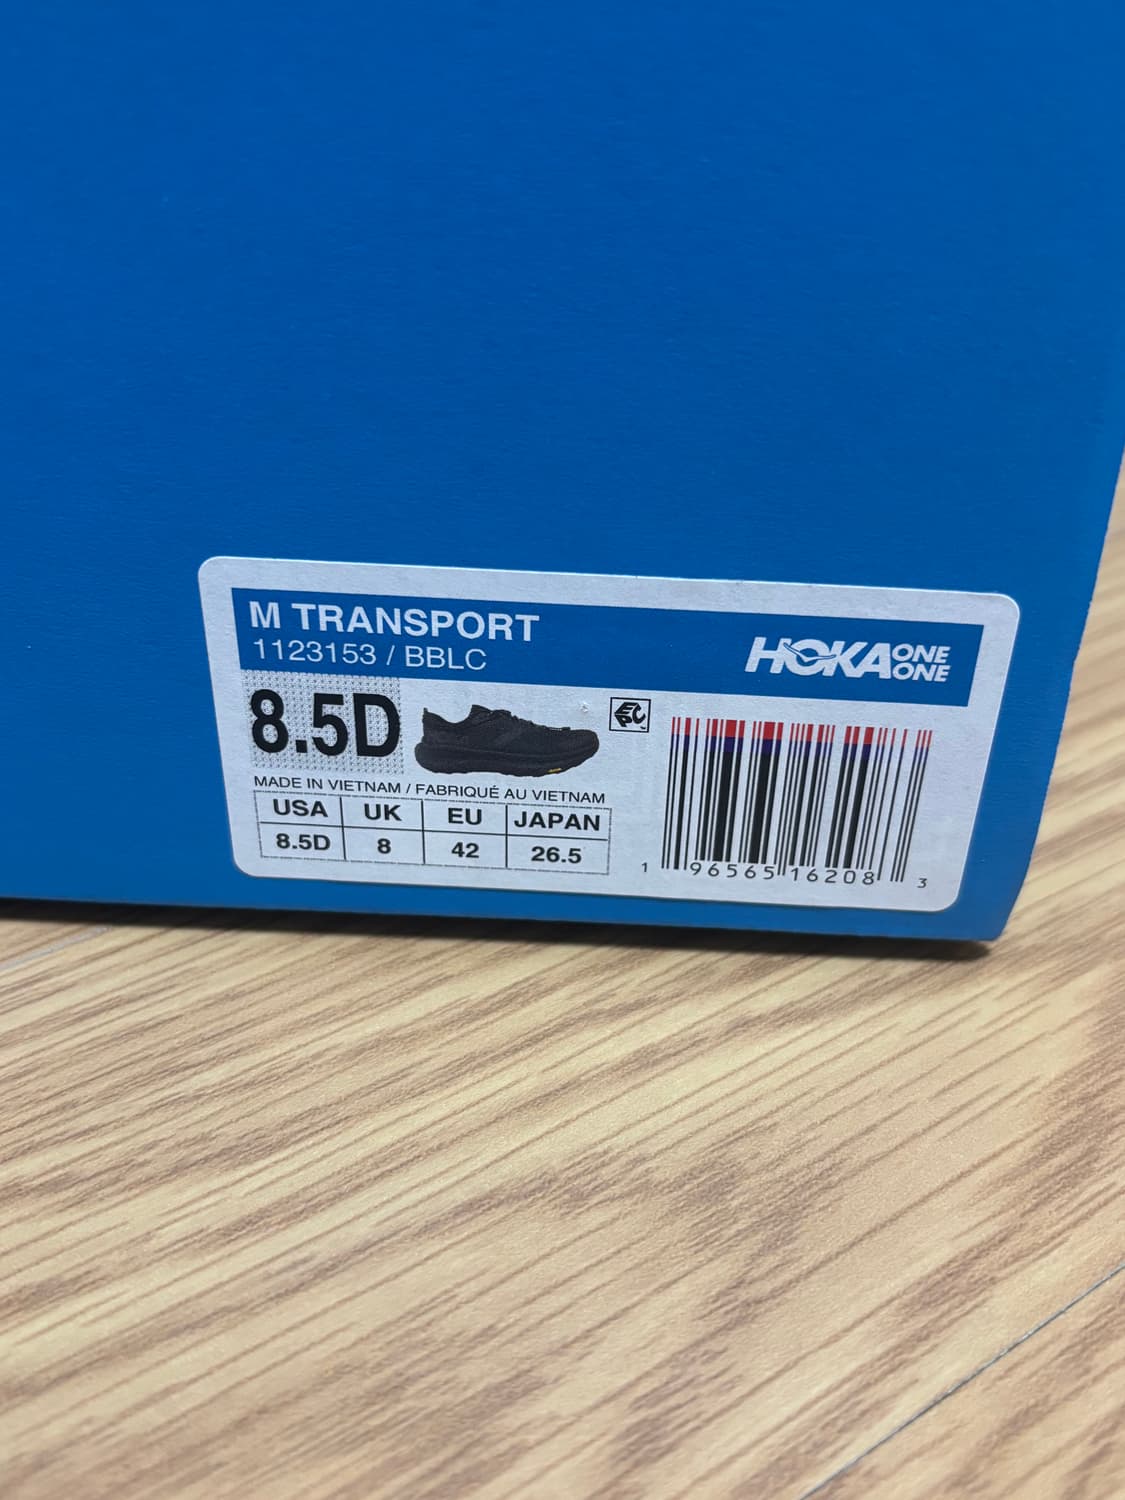 M TRANSPORT
1123153 / BBLC
HOKA ONE ONE
8.5D
EPC
MADE IN VIETNAM / FABRIQUÉ AU VIETNAM
USA UK EU JAPAN
8.5D 8 42 26.5
1 96565 16208 3